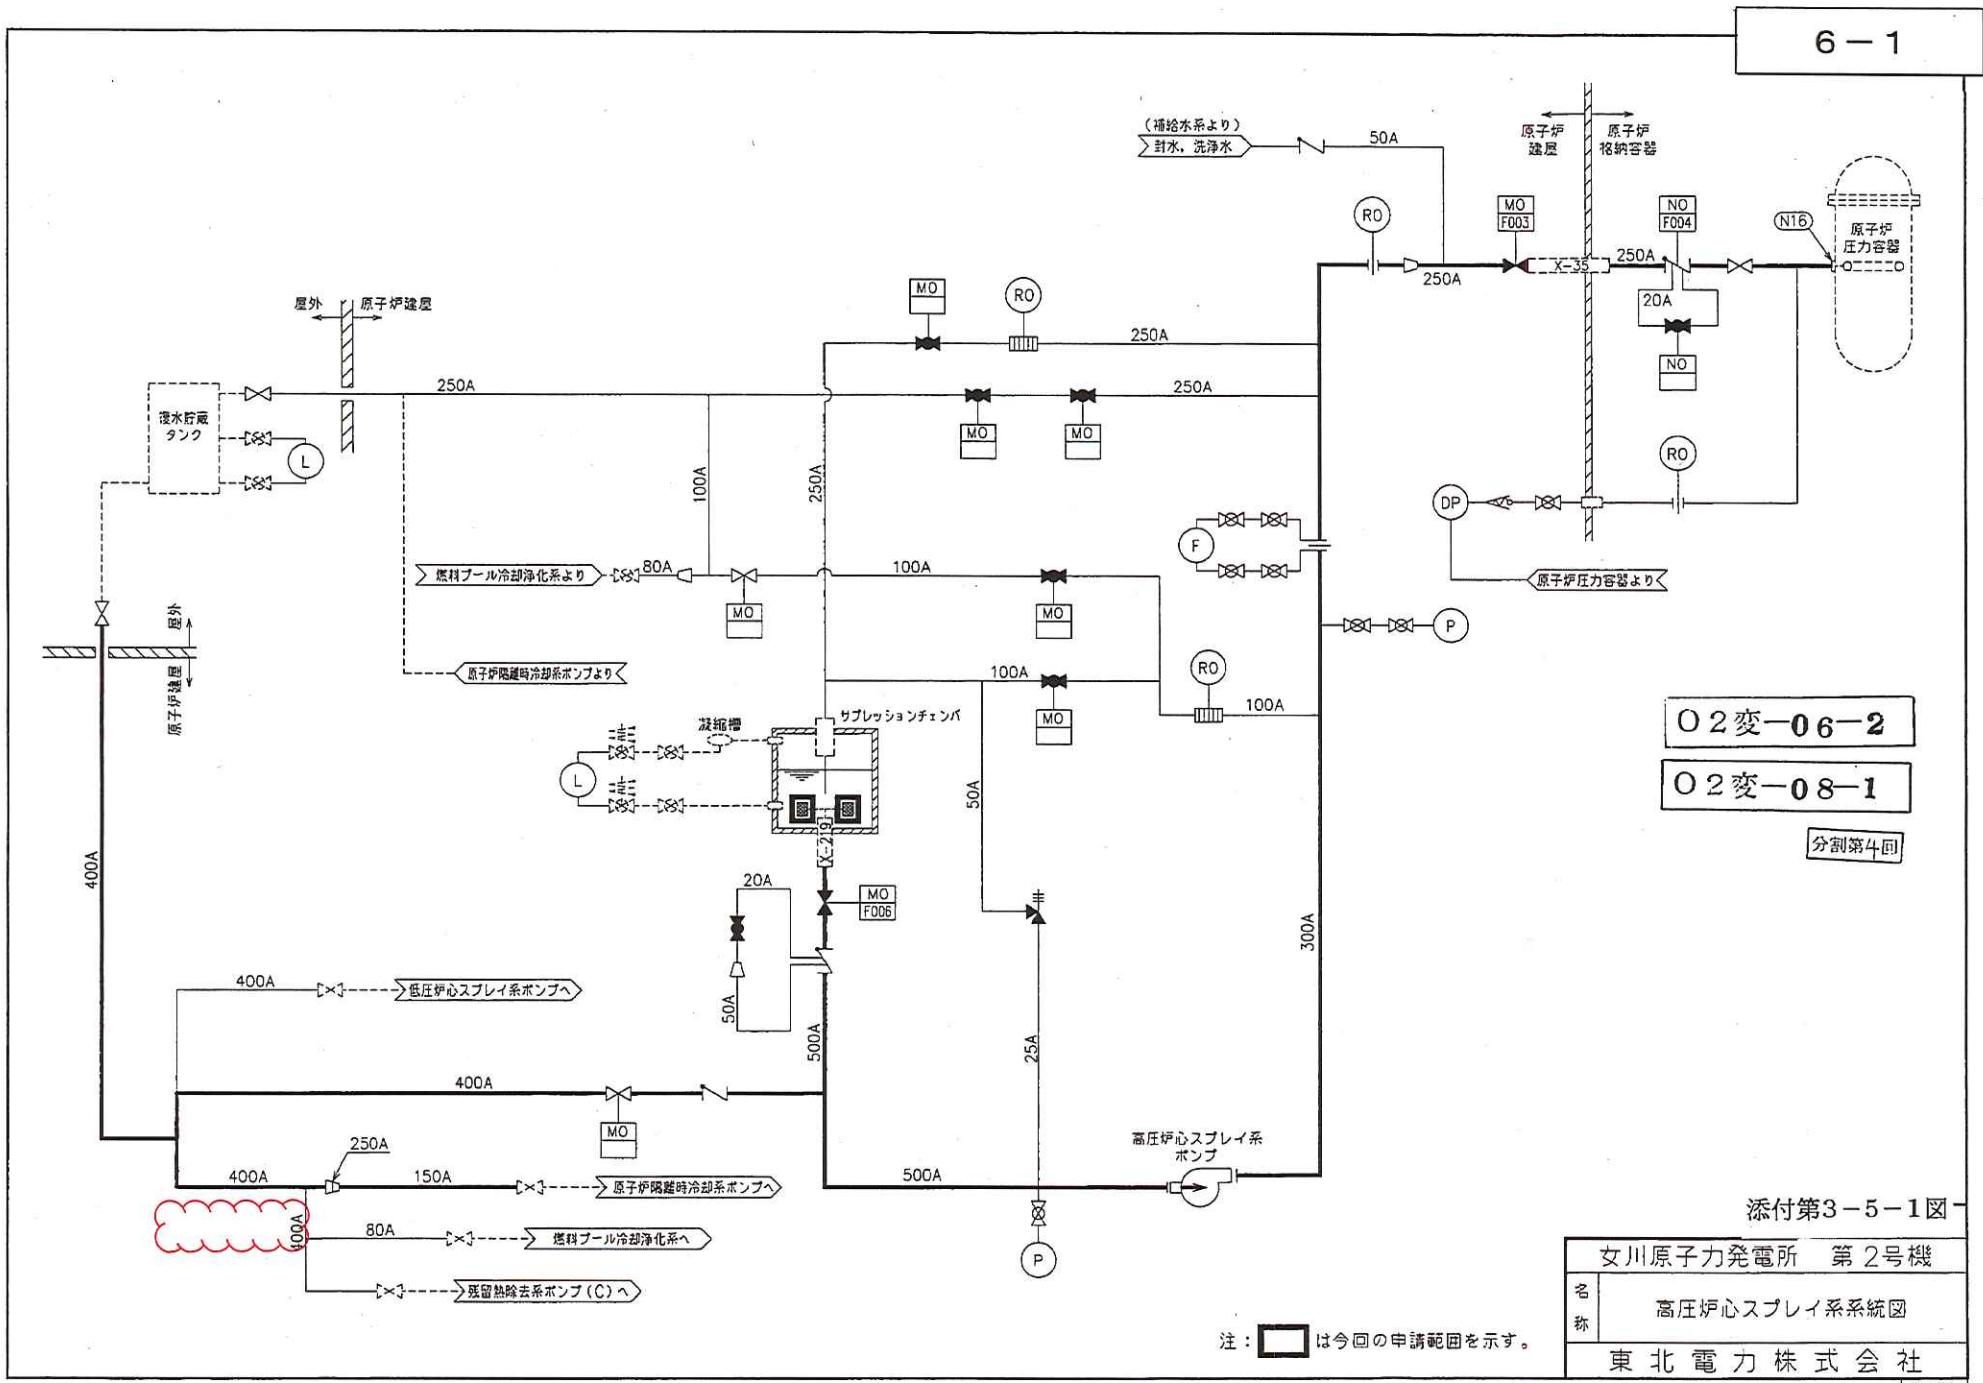 6-1
(補給水系より)
封水，洗浄水
50A
原子炉
建屋
原子炉
格納容器
RO
MO
F003
NO
F004
N16
原子炉
圧力容器
250A
X-35
250A
20A
NO
MO
RO
250A
屋外
原子炉建屋
250A
250A
復水貯蔵
タンク
L
MO
MO
100A
250A
RO
DP
F
原子炉圧力容器より
燃料プール冷却浄化系より
80A
100A
MO
MO
P
屋外
原子炉建屋
原子炉隔離時冷却系ポンプより
100A
RO
100A
MO
凝縮槽
サプレッションチェンバ
L
50A
O2変-06-2
O2変-08-1
分割第4回
X-219
400A
20A
MO
F006
300A
400A
低圧炉心スプレイ系ポンプへ
50A
500A
25A
400A
MO
高圧炉心スプレイ系
ポンプ
250A
400A
150A
原子炉隔離時冷却系ポンプへ
500A
400A
80A
燃料プール冷却浄化系へ
P
残留熱除去系ポンプ(C)へ
添付第3-5-1図
女川原子力発電所 第2号機
名称
高圧炉心スプレイ系系統図
東北電力株式会社
注：は今回の申請範囲を示す。